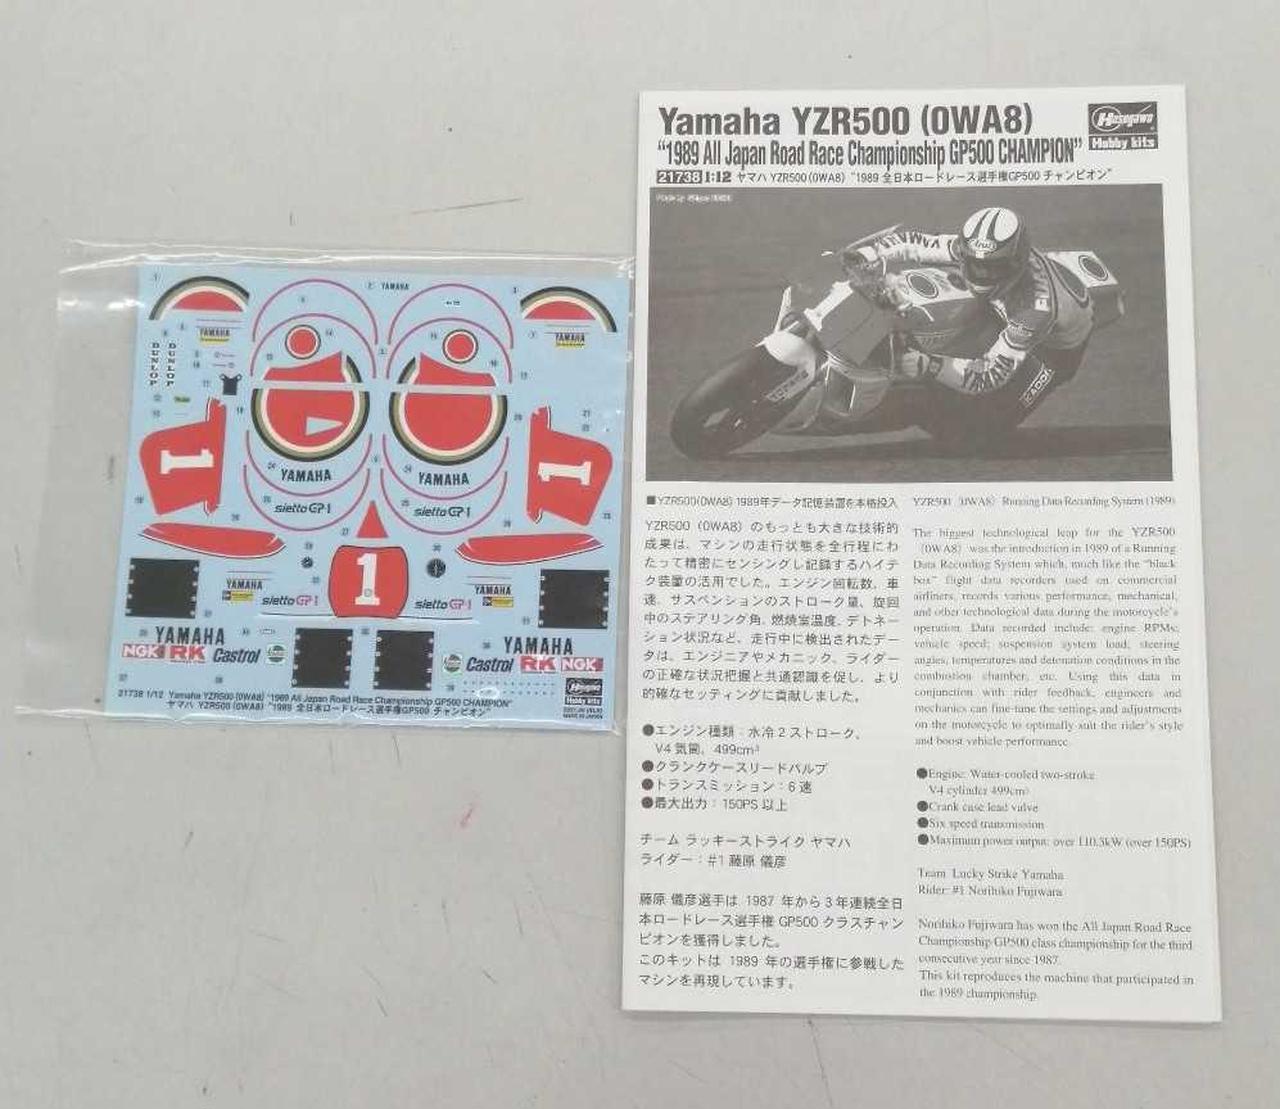 YAMAHA
YAMAHA
DUNLOP
DUNLOP
1
1
YAMAHA
YAMAHA
sietto GP-1
sietto GP-1
1
YAMAHA
YAMAHA
sietto GP-1
sietto GP-1
YAMAHA
YAMAHA
NGK RK Castrol
Castrol RK NGK
21738 1/12 Yamaha YZR500 (0WA8) "1989 All Japan Road Race Championship GP500 CHAMPION"
ヤマハ YZR500 (0WA8) "1989 全日本ロードレース選手権GP500 チャンピオン"
Hasegawa
Hobby kits
MADE IN JAPAN
Yamaha YZR500 (0WA8)
"1989 All Japan Road Race Championship GP500 CHAMPION"
21738 1:12 ヤマハ YZR500 (0WA8) "1989 全日本ロードレース選手権GP500 チャンピオン"
Hasegawa
Hobby kits
Arai
YAMAHA
1
YAMAHA
KADOYA
■YZR500(0WA8) 1989年データ記憶装置を本格投入
YZR500 (0WA8) のもっとも大きな技術的
成果は、マシンの走行状態を全行程にわ
たって精密にセンシングし記録するハイテ
ク装置の活用でした。エンジン回転数、車
速、サスペンションのストローク量、旋回
中のステアリング角、燃焼室温度、デトネー
ション状況など、走行中に検出されたデー
タは、エンジニアやメカニック、ライダー
の正確な状況把握と共通認識を促し、より
的確なセッティングに貢献しました。
●エンジン種類：水冷2ストローク、
V4気筒、499cm³
●クランクケースリードバルブ
●トランスミッション：6速
●最大出力：150PS以上
チーム ラッキーストライク ヤマハ
ライダー：#1 藤原 儀彦
藤原 儀彦選手は 1987 年から3年連続全日
本ロードレース選手権 GP500 クラスチャン
ピオンを獲得しました。
このキットは 1989 年の選手権に参戦した
マシンを再現しています。
YZR500 (0WA8) Running Data Recording System (1989)
The biggest technological leap for the YZR500
(0WA8) was the introduction in 1989 of a Running
Data Recording System which, much like the "black
box" flight data recorders used on commercial
airliners, records various performance, mechanical,
and other technological data during the motorcycle's
operation. Data recorded include: engine RPMs;
vehicle speed; suspension system load; steering
angles; temperatures and detonation conditions in the
combustion chamber, etc. Using this data in
conjunction with rider feedback, engineers and
mechanics can fine-tune the settings and adjustments
on the motorcycle to optimally suit the rider's style
and boost vehicle performance.
●Engine: Water-cooled two-stroke
V4 cylinder 499cm³
●Crank case lead valve
●Six speed transmission
●Maximum power output: over 110.3kW (over 150PS)
Team Lucky Strike Yamaha
Rider: #1 Norihiko Fujiwara
Norihiko Fujiwara has won the All Japan Road Race
Championship GP500 class championship for the third
consecutive year since 1987.
This kit reproduces the machine that participated in
the 1989 championship.